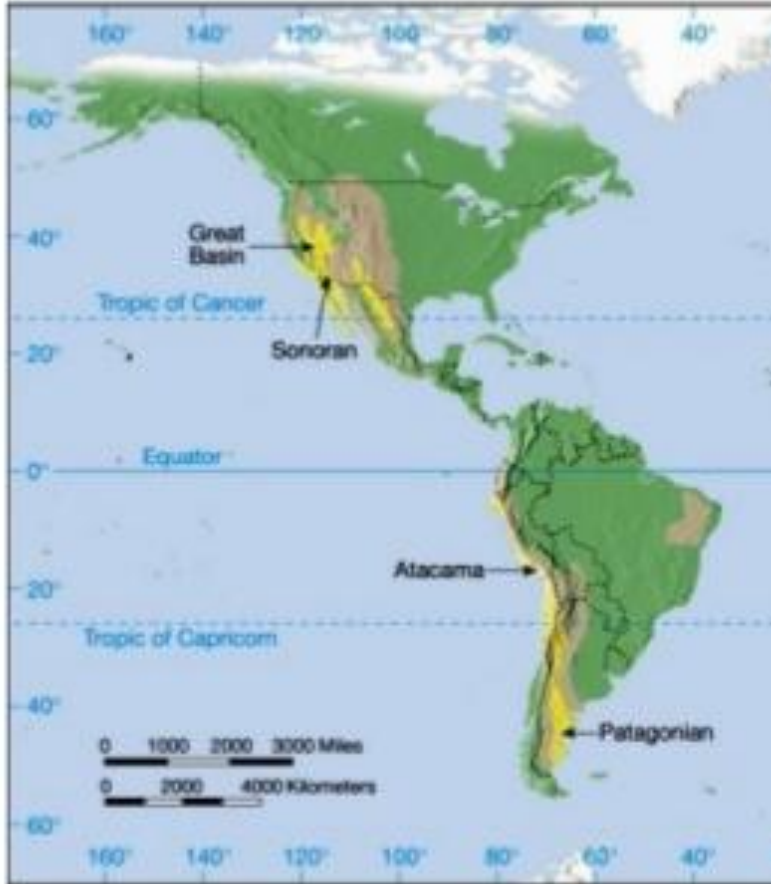 160° 140° 120° 100° 80° 60° 40°
60°
40°
Great
Basin
Tropic of Cancer
Sonoran
20°
Equator
0°
Atacama
20°
Tropic of Capricorn
40°
Patagonian
0 1000 2000 3000 Miles
0 2000 4000 Kilometers
60°
160° 140° 120° 100° 80° 60° 40°